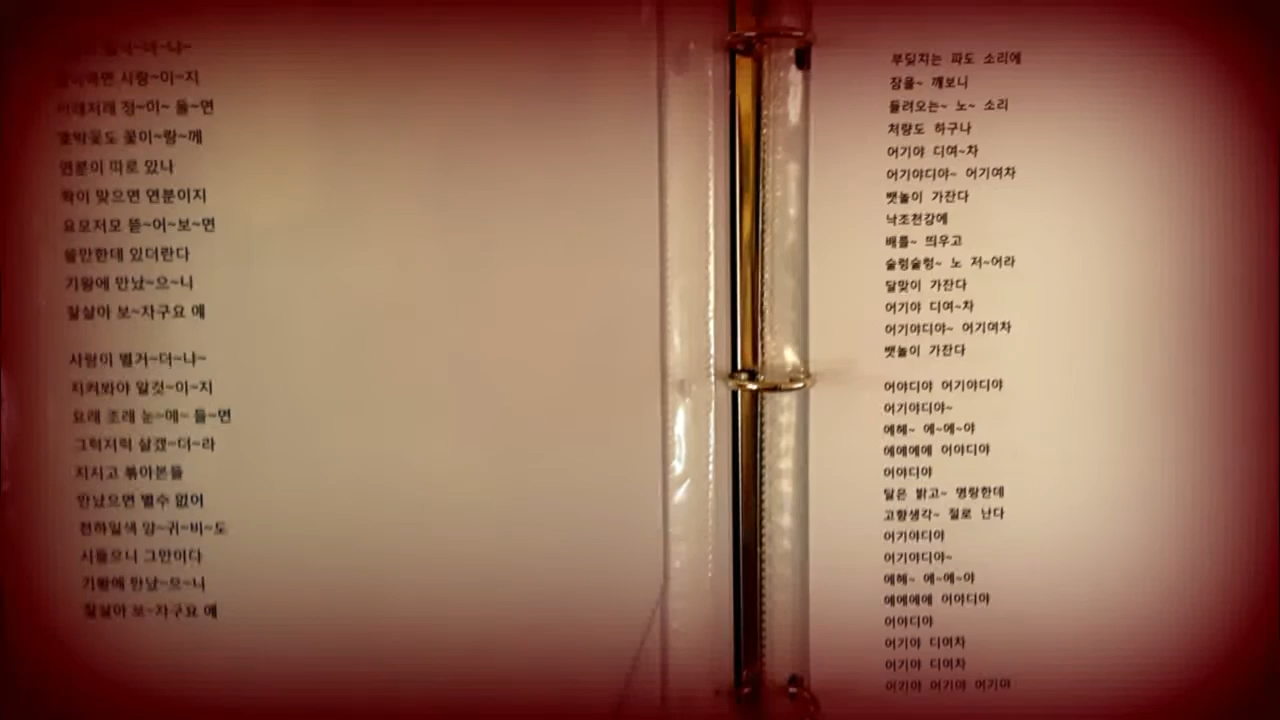 사랑~이~지
이래저래 정~이~ 들~면
호박꽃도 꽃이~랑~께
연분이 따로 있나
짝이 맞으면 연분이지
요모저모 뜯~어~보~면
쓸만한데 있더란다
기왕에 만났~으~니
잘살아 보~자구요 얘
사랑이 별거~더~냐~
지켜봐야 알것~이~지
요래 조래 눈~에~ 들~면
그럭저럭 살겠~더~라
지지고 볶아본들
만났으면 별수 없어
천하일색 양~귀~비~도
시들으니 그만이다
기왕에 만났~으~니
잘살아 보~자구요 얘
부딪치는 파도 소리에
잠을~ 깨보니
들려오는~ 노~ 소리
처량도 하구나
어기야 디여~차
어기야디야~ 어기여차
뱃놀이 가잔다
낙조청강에
배를~ 띄우고
술렁술렁~ 노 저~어라
달맞이 가잔다
어기야 디여~차
어기야디야~ 어기여차
뱃놀이 가잔다
어야디야 어기야디야
어기야디야~
에헤~ 에~에~야
에에에에 어야디야
어야디야
달은 밝고~ 명랑한데
고향생각~ 절로 난다
어기야디야
어기야디야~
에헤~ 에~에~야
에에에에 어야디야
어야디야
어기야 디여차
어기야 디여차
어기야 어기야 어기야